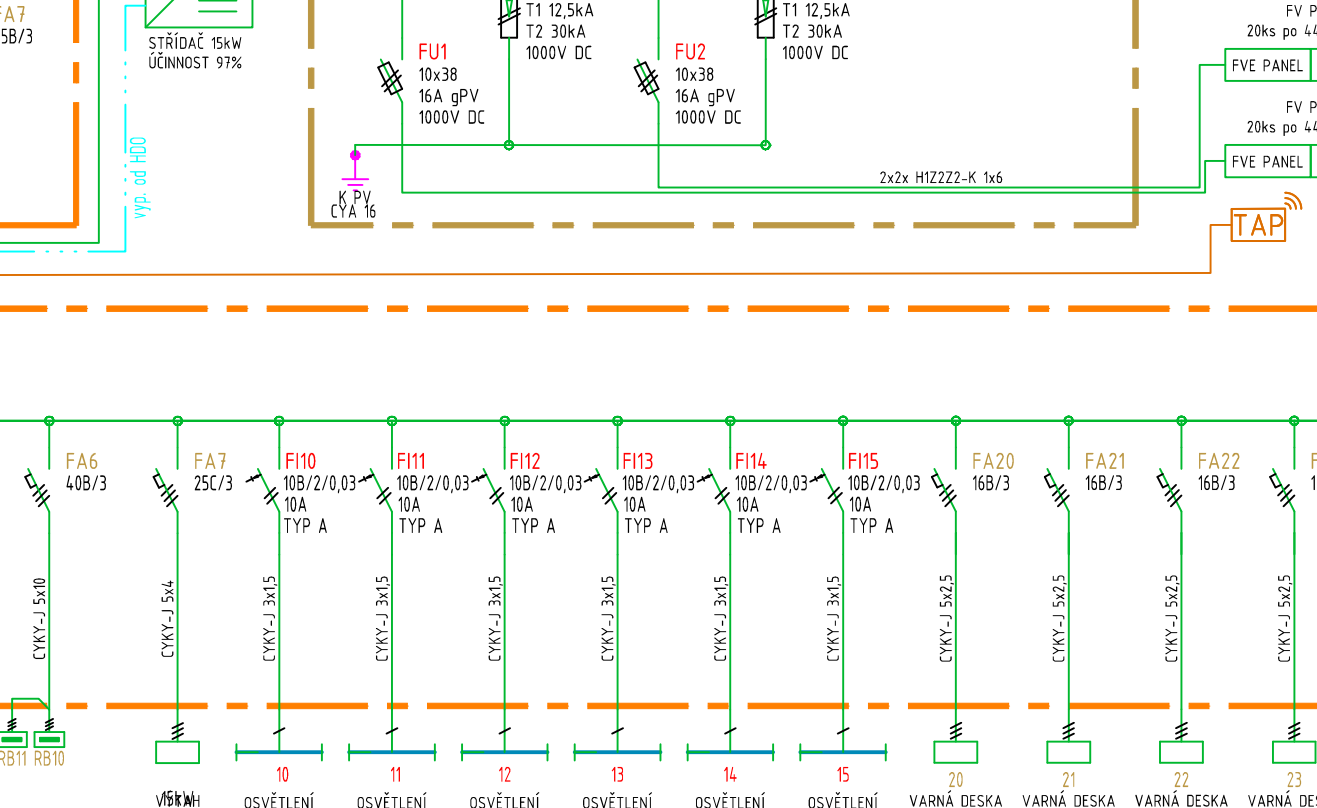 FA7
5B/3
STŘÍDAČ 15kW
ÚČINNOST 97%
vyp. od HDO
T1 12,5kA
T2 30kA
1000V DC
FU1
10x38
16A gPV
1000V DC
T1 12,5kA
T2 30kA
1000V DC
FU2
10x38
16A gPV
1000V DC
K PV
CYA 16
2x2x H1Z2Z2-K 1x6
FV P
20ks po 44
FVE PANEL
FV P
20ks po 44
FVE PANEL
TAP
FA6
40B/3
FA7
25C/3
FI10
10B/2/0,03
10A
TYP A
FI11
10B/2/0,03
10A
TYP A
FI12
10B/2/0,03
10A
TYP A
FI13
10B/2/0,03
10A
TYP A
FI14
10B/2/0,03
10A
TYP A
FI15
10B/2/0,03
10A
TYP A
FA20
16B/3
FA21
16B/3
FA22
16B/3
F
1
CYKY-J 5x10
CYKY-J 5x4
CYKY-J 3x1,5
CYKY-J 3x1,5
CYKY-J 3x1,5
CYKY-J 3x1,5
CYKY-J 3x1,5
CYKY-J 3x1,5
CYKY-J 5x2,5
CYKY-J 5x2,5
CYKY-J 5x2,5
CYKY-J 5x2,5
RB11 RB10
10 11 12 13 14 15 20 21 22 23
OSVĚTLENÍ OSVĚTLENÍ OSVĚTLENÍ OSVĚTLENÍ OSVĚTLENÍ OSVĚTLENÍ VARNÁ DESKA VARNÁ DESKA VARNÁ DESKA VARNÁ DESKA